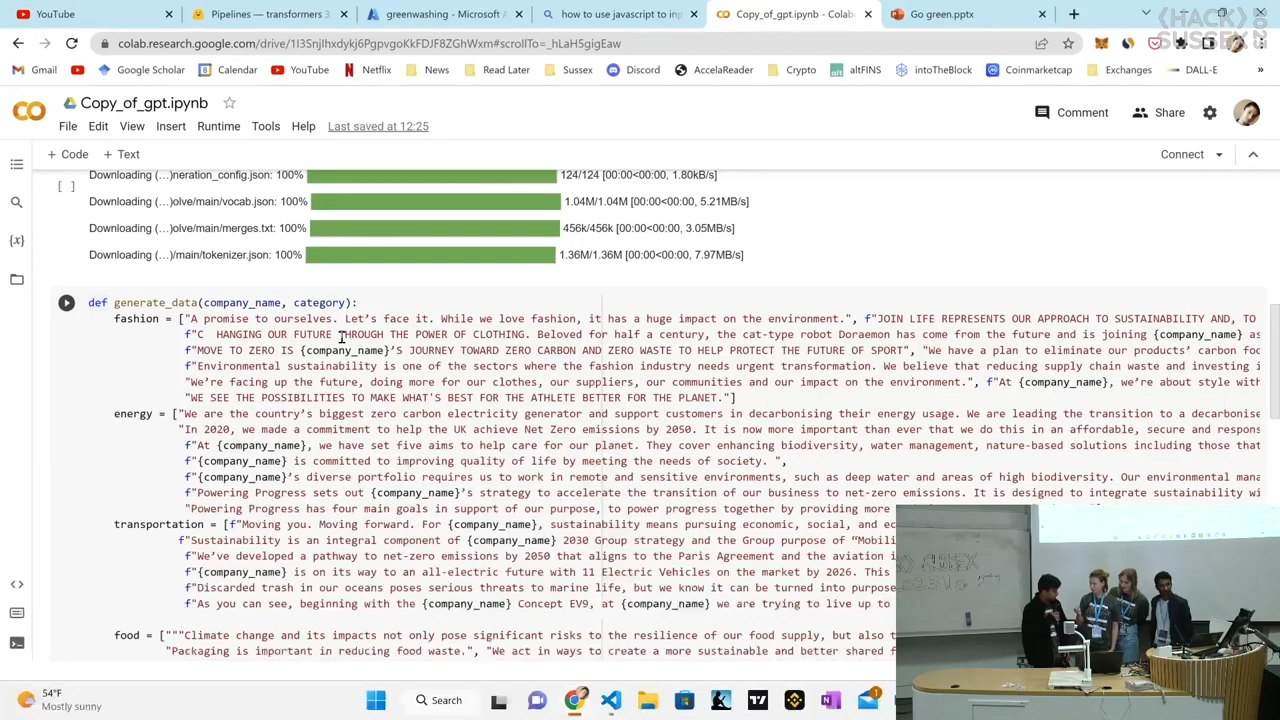 YouTube
Pipelines — transformers 3
greenwashing - Microsoft A
how to use javascript to inp
Copy_of_gpt.ipynb - Colab
Go green.pptx
{HACK}
SUSSEX
colab.research.google.com/drive/1I3SnjIhxdykj6PgpvgoKkFDJF8ZGhWxm#scrollTo=_hLaH5gigEaw
Gmail
YouTube
Google Scholar
Calendar
YouTube
Netflix
News
Read Later
Sussex
Discord
AccelaReader
Crypto
altFINS
intoTheBlock
Coinmarketcap
Exchanges
DALL-E
»
Copy_of_gpt.ipynb
File Edit View Insert Runtime Tools Help Last saved at 12:25
Comment
Share
+ Code + Text
Connect
Downloading (…)neration_config.json: 100% 124/124 [00:00<00:00, 1.80kB/s]
[ ]
Downloading (…)olve/main/vocab.json: 100% 1.04M/1.04M [00:00<00:00, 5.21MB/s]
Downloading (…)olve/main/merges.txt: 100% 456k/456k [00:00<00:00, 3.05MB/s]
Downloading (…)/main/tokenizer.json: 100% 1.36M/1.36M [00:00<00:00, 7.97MB/s]
def generate_data(company_name, category):
fashion = ["A promise to ourselves. Let’s face it. While we love fashion, it has a huge impact on the environment.", f"JOIN LIFE REPRESENTS OUR APPROACH TO SUSTAINABILITY AND, TO
f"C HANGING OUR FUTURE THROUGH THE POWER OF CLOTHING. Beloved for half a century, the cat-type robot Doraemon has come from the future and is joining {company_name} as
f"MOVE TO ZERO IS {company_name}’S JOURNEY TOWARD ZERO CARBON AND ZERO WASTE TO HELP PROTECT THE FUTURE OF SPORT", "We have a plan to eliminate our products’ carbon foo
f"Environmental sustainability is one of the sectors where the fashion industry needs urgent transformation. We believe that reducing supply chain waste and investing i
"We’re facing up the future, doing more for our clothes, our suppliers, our communities and our impact on the environment.", f"At {company_name}, we’re about style with
"WE SEE THE POSSIBILITIES TO MAKE WHAT'S BEST FOR THE ATHLETE BETTER FOR THE PLANET."]
energy = ["We are the country’s biggest zero carbon electricity generator and support customers in decarbonising their energy usage. We are leading the transition to a decarbonise
"In 2020, we made a commitment to help the UK achieve Net Zero emissions by 2050. It is now more important than ever that we do this in an affordable, secure and respons
f"At {company_name}, we have set five aims to help care for our planet. They cover enhancing biodiversity, water management, nature-based solutions including those that
f"{company_name} is committed to improving quality of life by meeting the needs of society. ",
f"{company_name}’s diverse portfolio requires us to work in remote and sensitive environments, such as deep water and areas of high biodiversity. Our environmental mana
f"Powering Progress sets out {company_name}’s strategy to accelerate the transition of our business to net-zero emissions. It is designed to integrate sustainability wi
"Powering Progress has four main goals in support of our purpose, to power progress together by providing more
transportation = [f"Moving you. Moving forward. For {company_name}, sustainability means pursuing economic, social, and ec
f"Sustainability is an integral component of {company_name} 2030 Group strategy and the Group purpose of “Mobili
f"We’ve developed a pathway to net-zero emissions by 2050 that aligns to the Paris Agreement and the aviation i
f"{company_name} is on its way to an all-electric future with 11 Electric Vehicles on the market by 2026. This
f"Discarded trash in our oceans poses serious threats to marine life, but we know it can be turned into purpose
f"As you can see, beginning with the {company_name} Concept EV9, at {company_name} we are trying to live up to
food = ["""Climate change and its impacts not only pose significant risks to the resilience of our food supply, but also t
"Packaging is important in reducing food waste.", "We act in ways to create a more sustainable and better shared f
54°F
Mostly sunny
Search